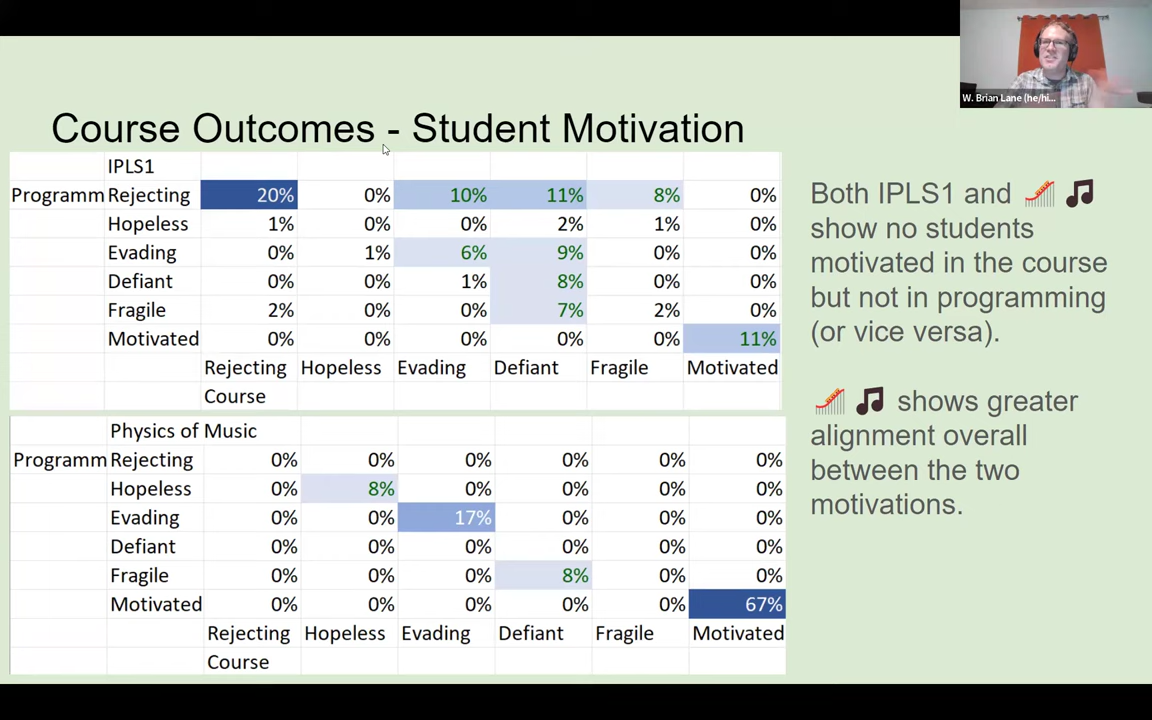 W. Brian Lane (he/hi...
Course Outcomes - Student Motivation
IPLS1
Programm Rejecting 20% 0% 10% 11% 8% 0%
Hopeless 1% 0% 0% 2% 1% 0%
Evading 0% 1% 6% 9% 0% 0%
Defiant 0% 0% 1% 8% 0% 0%
Fragile 2% 0% 0% 7% 2% 0%
Motivated 0% 0% 0% 0% 0% 11%
Rejecting Hopeless Evading Defiant Fragile Motivated
Course
Physics of Music
Programm Rejecting 0% 0% 0% 0% 0% 0%
Hopeless 0% 8% 0% 0% 0% 0%
Evading 0% 0% 17% 0% 0% 0%
Defiant 0% 0% 0% 0% 0% 0%
Fragile 0% 0% 0% 8% 0% 0%
Motivated 0% 0% 0% 0% 0% 67%
Rejecting Hopeless Evading Defiant Fragile Motivated
Course
Both IPLS1 and 🎢 🎵
show no students
motivated in the course
but not in programming
(or vice versa).
🎢 🎵 shows greater
alignment overall
between the two
motivations.